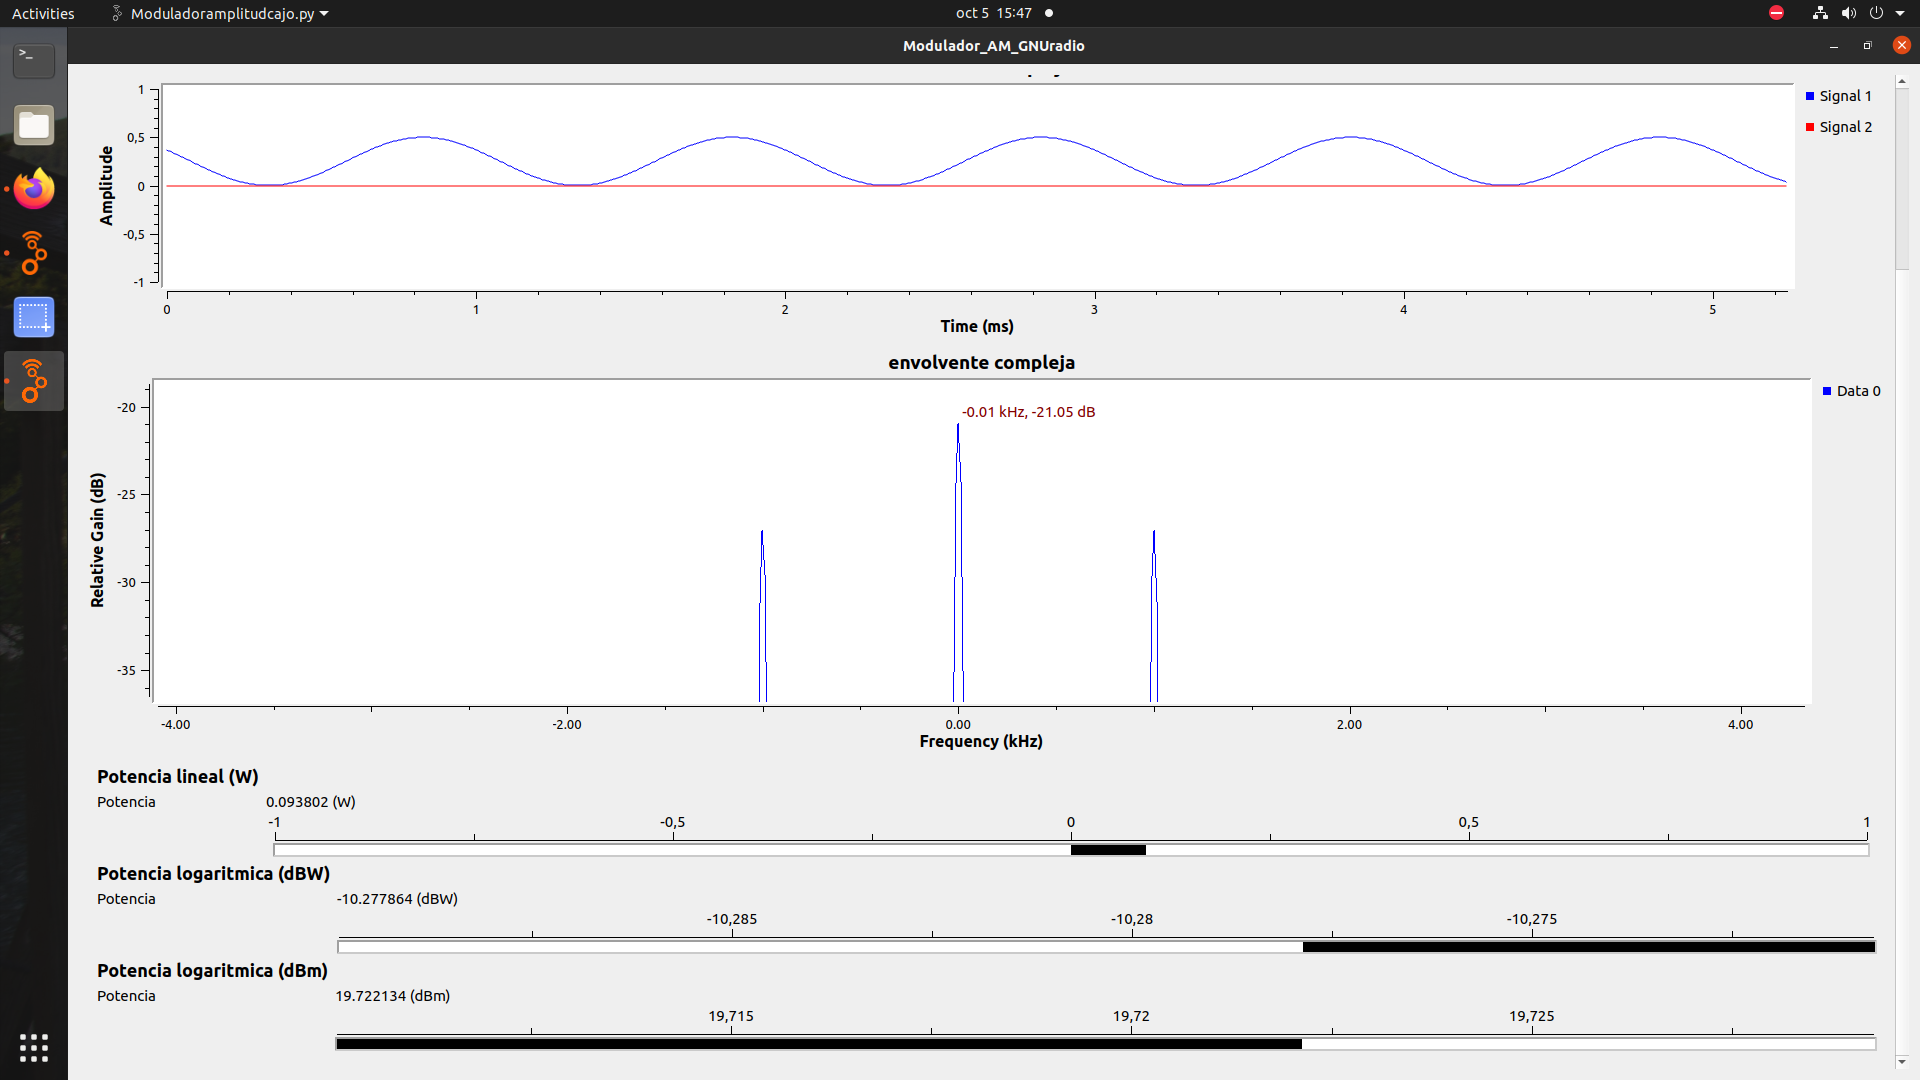 Activities
Moduladoramplitudcajo.py
oct 5 15:47
Modulador_AM_GNUradio
1
0,5
0
-0,5
-1
Amplitude
Signal 1
Signal 2
0
1
2
3
4
5
Time (ms)
envolvente compleja
Data 0
-0.01 kHz, -21.05 dB
-20
-25
-30
-35
Relative Gain (dB)
-4.00
-2.00
0.00
2.00
4.00
Frequency (kHz)
Potencia lineal (W)
Potencia 0.093802 (W)
-1 -0,5 0 0,5 1
Potencia logaritmica (dBW)
Potencia -10.277864 (dBW)
-10,285 -10,28 -10,275
Potencia logaritmica (dBm)
Potencia 19.722134 (dBm)
19,715 19,72 19,725